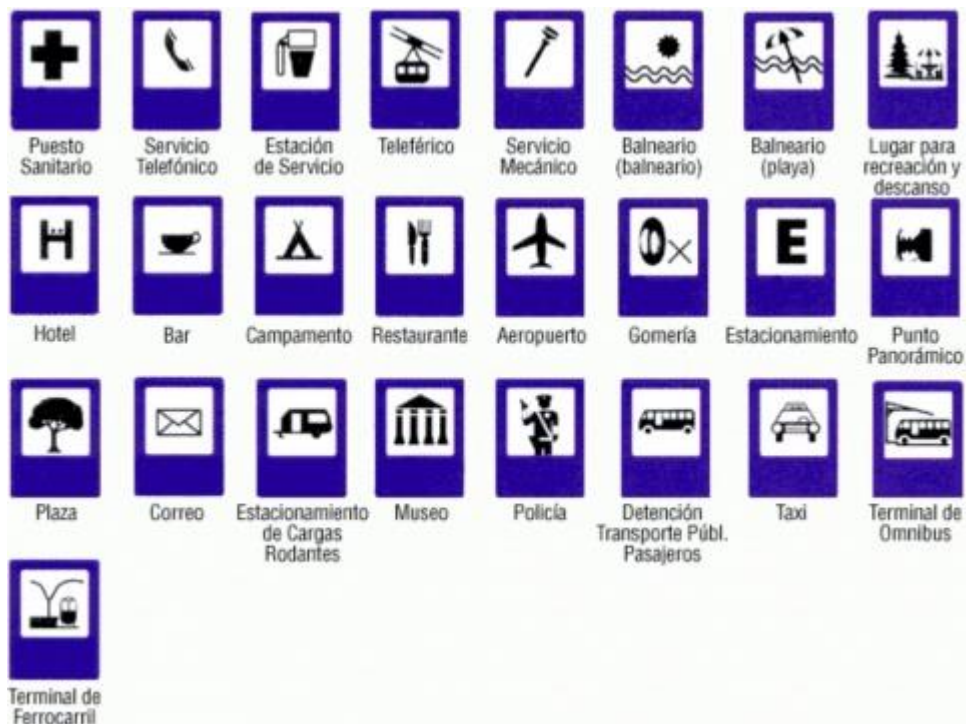 Puesto
Sanitario
Servicio
Telefónico
Estación
de Servicio
Teleférico
Servicio
Mecánico
Balneario
(balneario)
Balneario
(playa)
Lugar para
recreación y
descanso
H
Hotel
Bar
Campamento
Restaurante
Aeropuerto
Gomería
E
Estacionamiento
Punto
Panorámico
Plaza
Correo
Estacionamiento
de Cargas
Rodantes
Museo
Policía
Detención
Transporte Públ.
Pasajeros
Taxi
Terminal de
Omnibus
Terminal de
Ferrocarril